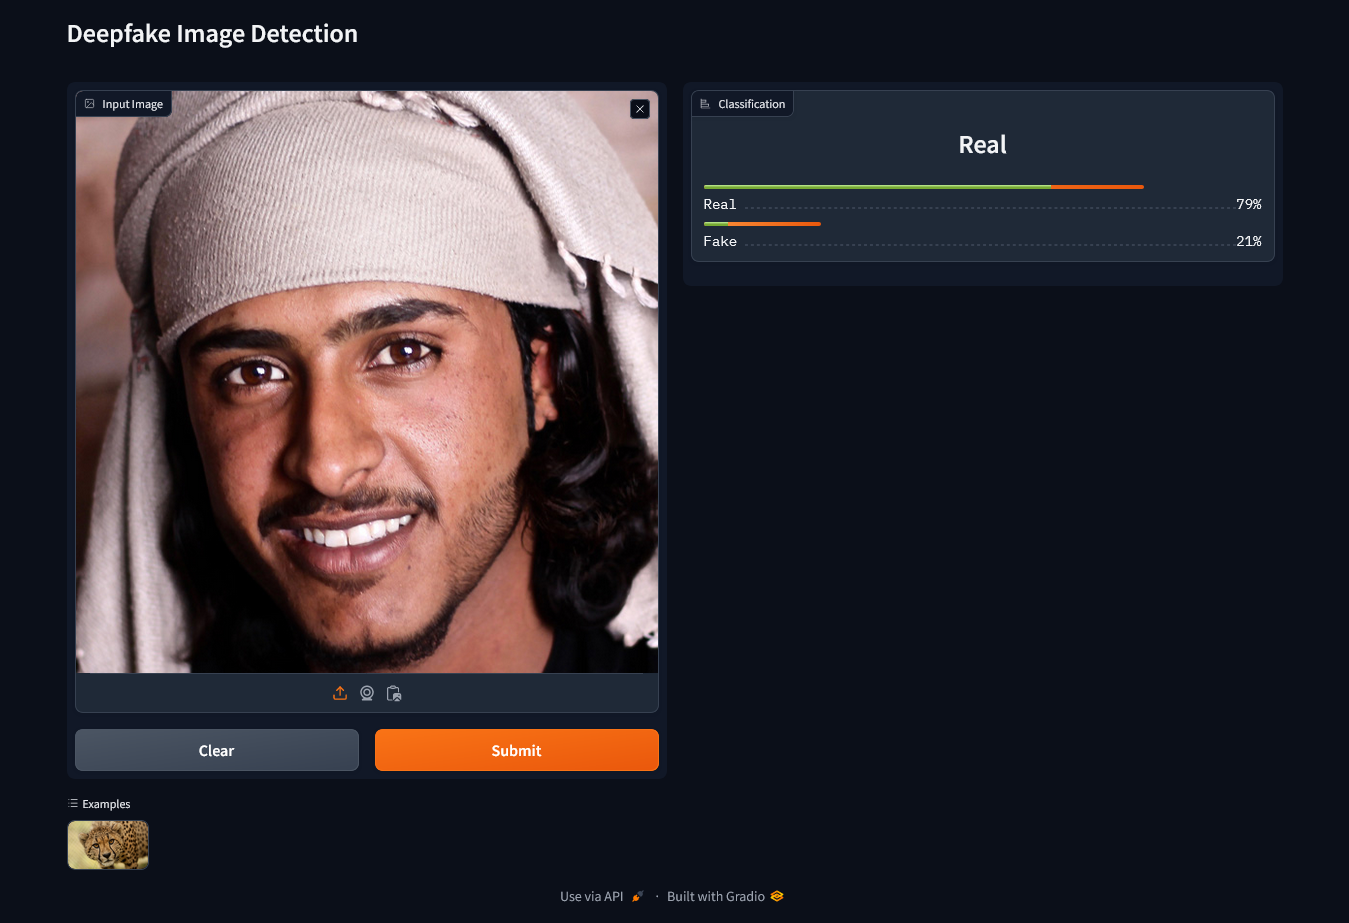 Deepfake Image Detection
Input Image
Classification
Real
Real 79%
Fake 21%
Clear
Submit
Examples
Use via API · Built with Gradio